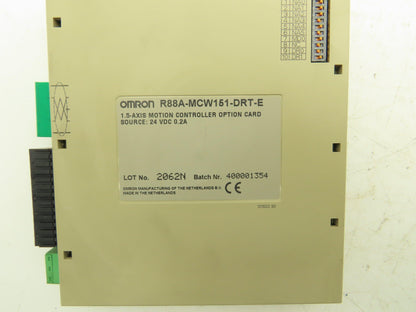 OMRON R88A-MCW151-DRT-E
1.5-AXIS MOTION CONTROLLER OPTION CARD
SOURCE: 24 VDC 0.2A
LOT No. 2062N Batch Nr. 400001354
OMRON MANUFACTURING OF THE NETHERLANDS B.V.
MADE IN THE NETHERLANDS CE